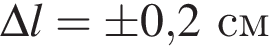 Δl = ±0,2 см